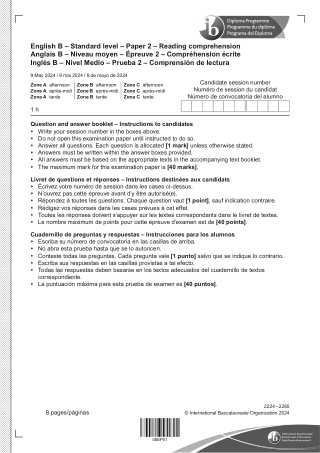 Diploma Programme
Programme du diplôme
Programa del Diploma
English B – Standard level – Paper 2 – Reading comprehension
Anglais B – Niveau moyen – Épreuve 2 – Compréhension écrite
Inglés B – Nivel Medio – Prueba 2 – Comprensión de lectura
9 May 2024 / 9 mai 2024 / 9 de mayo de 2024
Zone A afternoon Zone B afternoon Zone C afternoon
Zone A après-midi Zone B après-midi Zone C après-midi
Zona A tarde Zona B tarde Zona C tarde
Candidate session number
Numéro de session du candidat
Número de convocatoria del alumno
1 h
Question and answer booklet – Instructions to candidates
• Write your session number in the boxes above.
• Do not open this examination paper until instructed to do so.
• Answer all questions. Each question is allocated [1 mark] unless otherwise stated.
• Answers must be written within the answer boxes provided.
• All answers must be based on the appropriate texts in the accompanying text booklet.
• The maximum mark for this examination paper is [40 marks].
Livret de questions et réponses – Instructions destinées aux candidats
• Écrivez votre numéro de session dans les cases ci-dessus.
• N'ouvrez pas cette épreuve avant d'y être autorisé(e).
• Répondez à toutes les questions. Chaque question vaut [1 point], sauf indication contraire.
• Rédigez vos réponses dans les cases prévues à cet effet.
• Toutes les réponses doivent s'appuyer sur les textes correspondants dans le livret de textes.
• Le nombre maximum de points pour cette épreuve d'examen est de [40 points].
Cuadernillo de preguntas y respuestas – Instrucciones para los alumnos
• Escriba su número de convocatoria en las casillas de arriba.
• No abra esta prueba hasta que se lo autoricen.
• Conteste todas las preguntas. Cada pregunta vale [1 punto] salvo que se indique lo contrario.
• Escriba sus respuestas en las casillas provistas a tal efecto.
• Todas las respuestas deben basarse en los textos adecuados del cuadernillo de textos
correspondiente.
• La puntuación máxima para esta prueba de examen es [40 puntos].
8 pages/páginas
2224 – 2265
© International Baccalaureate Organization 2024
08EP01